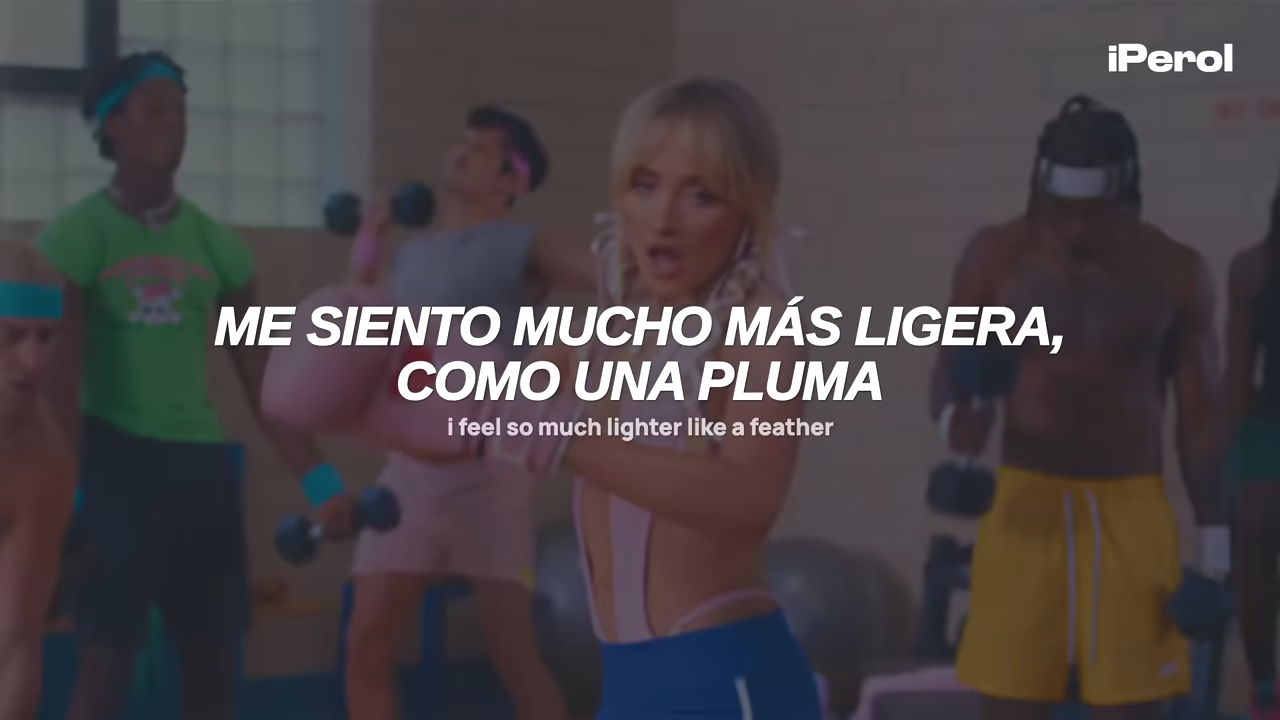 iPerol
ME SIENTO MUCHO MÁS LIGERA,
COMO UNA PLUMA
i feel so much lighter like a feather